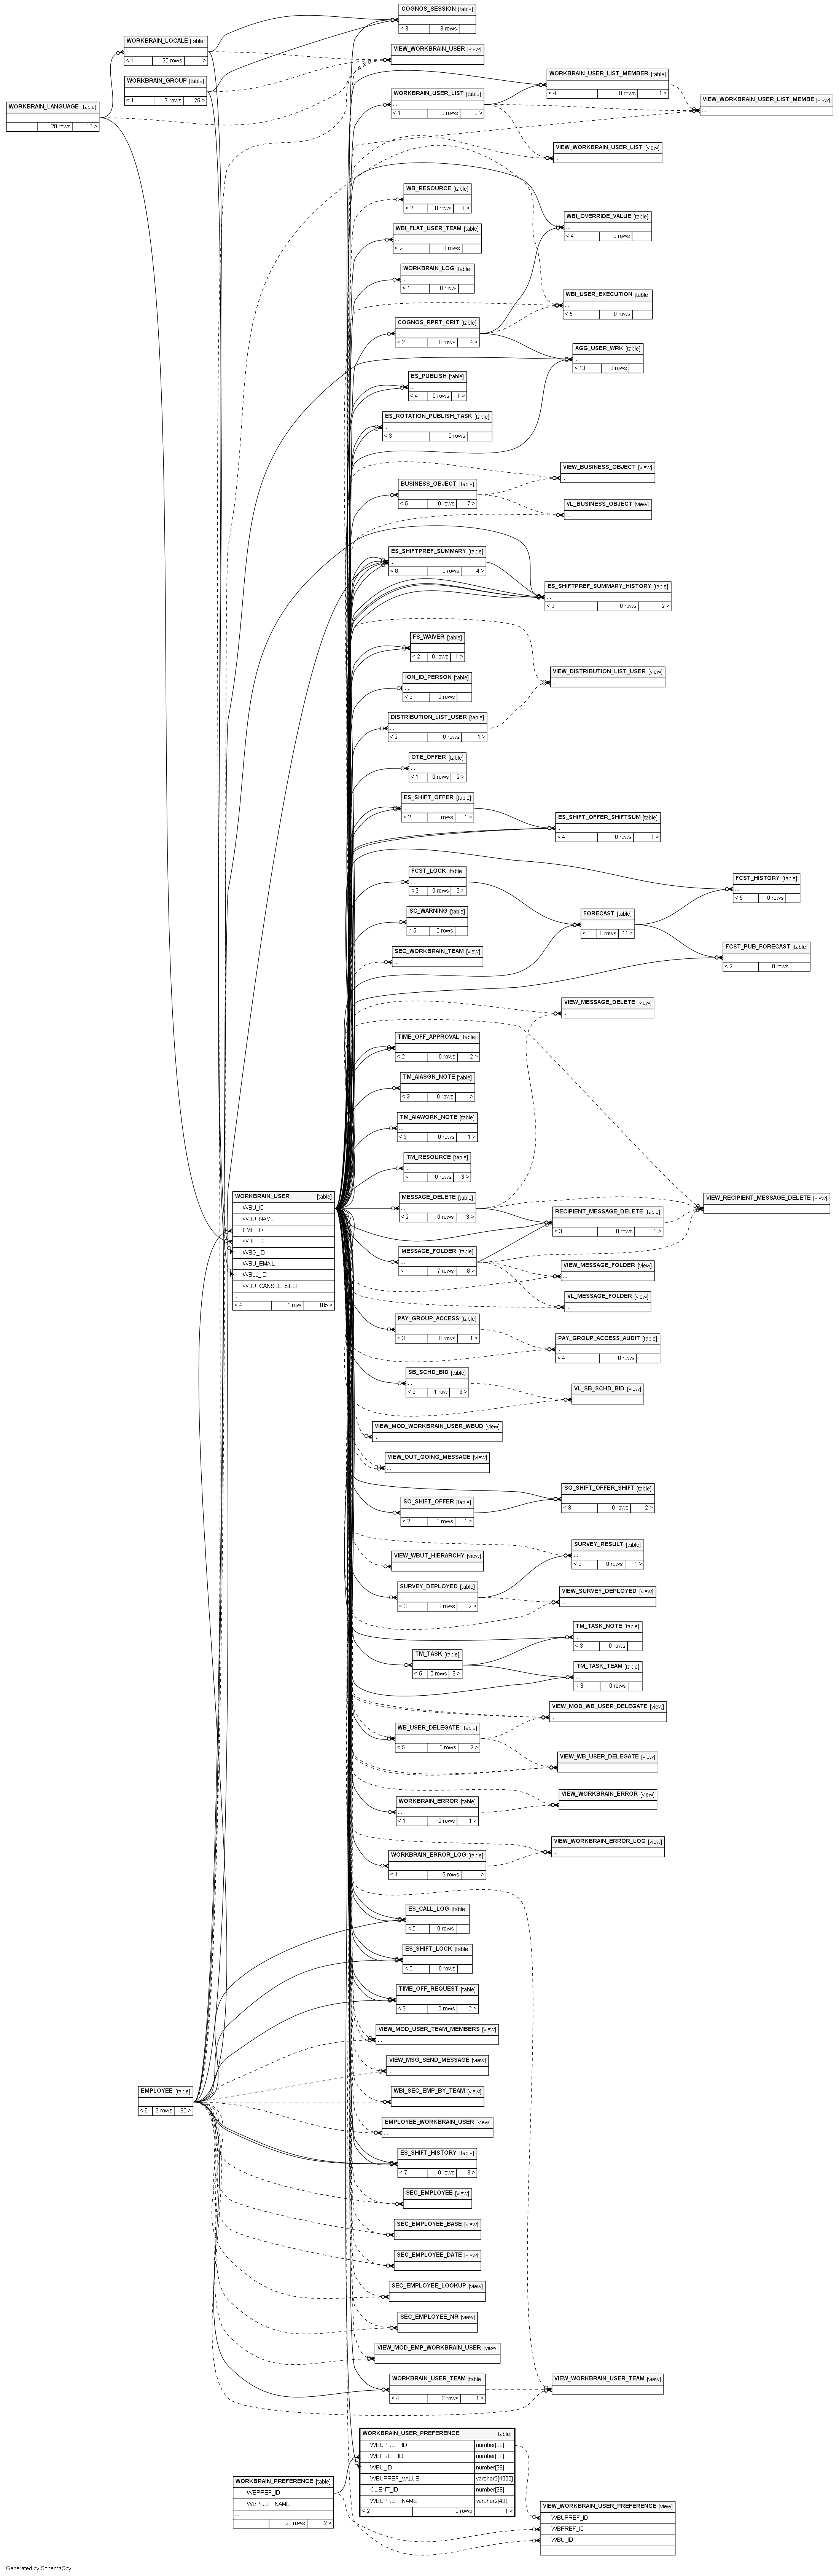 COGNOS_SESSION [table]
...
< 3 3 rows
WORKBRAIN_LOCALE [table]
...
< 1 20 rows 11 >
VIEW_WORKBRAIN_USER [view]
...
WORKBRAIN_GROUP [table]
...
< 1 7 rows 25 >
WORKBRAIN_USER_LIST_MEMBER [table]
...
< 4 0 rows 1 >
WORKBRAIN_LANGUAGE [table]
...
20 rows 16 >
WORKBRAIN_USER_LIST [table]
...
< 1 0 rows 3 >
VIEW_WORKBRAIN_USER_LIST_MEMBE [view]
...
VIEW_WORKBRAIN_USER_LIST [view]
...
WB_RESOURCE [table]
...
< 2 0 rows 1 >
WBI_FLAT_USER_TEAM [table]
...
< 2 0 rows
WBI_OVERRIDE_VALUE [table]
...
< 4 0 rows
WORKBRAIN_LOG [table]
...
< 1 0 rows
WBI_USER_EXECUTION [table]
...
< 5 0 rows
COGNOS_RPRT_CRIT [table]
...
< 2 0 rows 4 >
AGG_USER_WRK [table]
...
< 13 0 rows
ES_PUBLISH [table]
...
< 4 0 rows 1 >
ES_ROTATION_PUBLISH_TASK [table]
...
< 3 0 rows
VIEW_BUSINESS_OBJECT [view]
...
BUSINESS_OBJECT [table]
...
< 5 0 rows 7 >
VL_BUSINESS_OBJECT [view]
...
ES_SHIFTPREF_SUMMARY [table]
...
< 8 0 rows 4 >
ES_SHIFTPREF_SUMMARY_HISTORY [table]
...
< 9 0 rows 2 >
FS_WAIVER [table]
...
< 2 0 rows 1 >
ION_ID_PERSON [table]
...
< 2 0 rows
VIEW_DISTRIBUTION_LIST_USER [view]
...
DISTRIBUTION_LIST_USER [table]
...
< 2 0 rows 1 >
OTE_OFFER [table]
...
< 1 0 rows 2 >
ES_SHIFT_OFFER [table]
...
< 2 0 rows 1 >
ES_SHIFT_OFFER_SHIFTSUM [table]
...
< 4 0 rows 1 >
FCST_LOCK [table]
...
< 2 0 rows 2 >
FCST_HISTORY [table]
...
< 5 0 rows
SC_WARNING [table]
...
< 5 0 rows
FORECAST [table]
...
< 8 0 rows 11 >
SEC_WORKBRAIN_TEAM [view]
...
FCST_PUB_FORECAST [table]
...
< 2 0 rows
VIEW_MESSAGE_DELETE [view]
...
TIME_OFF_APPROVAL [table]
...
< 2 0 rows 2 >
TM_AIASGN_NOTE [table]
...
< 3 0 rows 1 >
TM_AIAWORK_NOTE [table]
...
< 3 0 rows 1 >
TM_RESOURCE [table]
...
< 1 0 rows 3 >
WORKBRAIN_USER [table]
WBU_ID
WBU_NAME
EMP_ID
WBL_ID
WBG_ID
WBU_EMAIL
WBLL_ID
WBU_CANSEE_SELF
...
< 4 1 row 105 >
MESSAGE_DELETE [table]
...
< 2 0 rows 3 >
VIEW_RECIPIENT_MESSAGE_DELETE [view]
...
RECIPIENT_MESSAGE_DELETE [table]
...
< 3 0 rows 1 >
MESSAGE_FOLDER [table]
...
< 1 7 rows 8 >
VIEW_MESSAGE_FOLDER [view]
...
VL_MESSAGE_FOLDER [view]
...
PAY_GROUP_ACCESS [table]
...
< 3 0 rows 1 >
PAY_GROUP_ACCESS_AUDIT [table]
...
< 4 0 rows
SB_SCHD_BID [table]
...
< 2 1 row 13 >
VL_SB_SCHD_BID [view]
...
VIEW_MOD_WORKBRAIN_USER_WBUD [view]
...
VIEW_OUT_GOING_MESSAGE [view]
...
SO_SHIFT_OFFER_SHIFT [table]
...
< 3 0 rows 2 >
SO_SHIFT_OFFER [table]
...
< 2 0 rows 1 >
SURVEY_RESULT [table]
...
< 2 0 rows 1 >
VIEW_WBUT_HIERARCHY [view]
...
SURVEY_DEPLOYED [table]
...
< 3 0 rows 2 >
VIEW_SURVEY_DEPLOYED [view]
...
TM_TASK_NOTE [table]
...
< 3 0 rows
TM_TASK [table]
...
< 5 0 rows 3 >
TM_TASK_TEAM [table]
...
< 3 0 rows
VIEW_MOD_WB_USER_DELEGATE [view]
...
WB_USER_DELEGATE [table]
...
< 5 0 rows 2 >
VIEW_WB_USER_DELEGATE [view]
...
VIEW_WORKBRAIN_ERROR [view]
...
WORKBRAIN_ERROR [table]
...
< 1 0 rows 1 >
VIEW_WORKBRAIN_ERROR_LOG [view]
...
WORKBRAIN_ERROR_LOG [table]
...
< 1 2 rows 1 >
ES_CALL_LOG [table]
...
< 5 0 rows
ES_SHIFT_LOCK [table]
...
< 5 0 rows
TIME_OFF_REQUEST [table]
...
< 3 0 rows 2 >
VIEW_MOD_USER_TEAM_MEMBERS [view]
...
VIEW_MSG_SEND_MESSAGE [view]
...
EMPLOYEE [table]
...
< 6 3 rows 180 >
WBI_SEC_EMP_BY_TEAM [view]
...
EMPLOYEE_WORKBRAIN_USER [view]
...
ES_SHIFT_HISTORY [table]
...
< 7 0 rows 3 >
SEC_EMPLOYEE [view]
...
SEC_EMPLOYEE_BASE [view]
...
SEC_EMPLOYEE_DATE [view]
...
SEC_EMPLOYEE_LOOKUP [view]
...
SEC_EMPLOYEE_NR [view]
...
VIEW_MOD_EMP_WORKBRAIN_USER [view]
...
WORKBRAIN_USER_TEAM [table]
...
< 4 2 rows 1 >
VIEW_WORKBRAIN_USER_TEAM [view]
...
WORKBRAIN_USER_PREFERENCE [table]
WBUPREF_ID number[38]
WBPREF_ID number[38]
WBU_ID number[38]
WBUPREF_VALUE varchar2[4000]
CLIENT_ID number[38]
WBUPREF_NAME varchar2[40]
< 2 0 rows 1 >
WORKBRAIN_PREFERENCE [table]
WBPREF_ID
WBPREF_NAME
...
28 rows 2 >
VIEW_WORKBRAIN_USER_PREFERENCE [view]
WBUPREF_ID
WBPREF_ID
WBU_ID
...
Generated by SchemaSpy